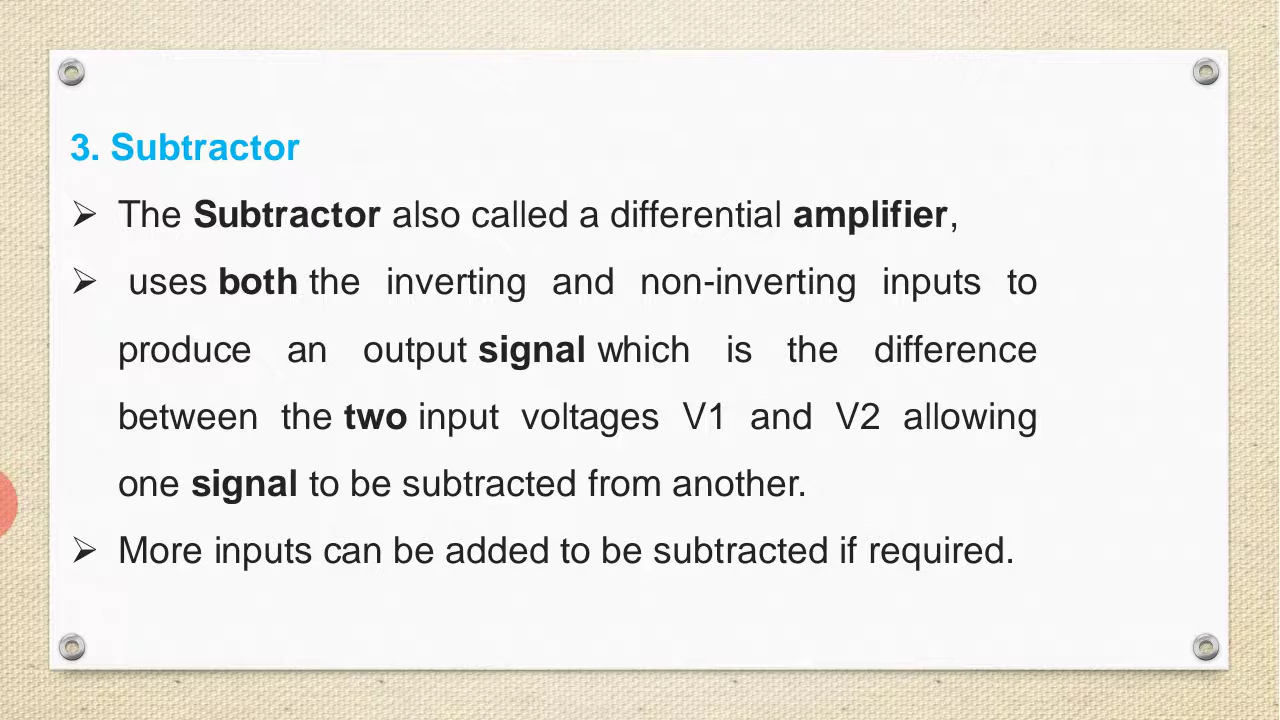 3. Subtractor
➢ The Subtractor also called a differential amplifier,
➢ uses both the inverting and non-inverting inputs to
produce an output signal which is the difference
between the two input voltages V1 and V2 allowing
one signal to be subtracted from another.
➢ More inputs can be added to be subtracted if required.